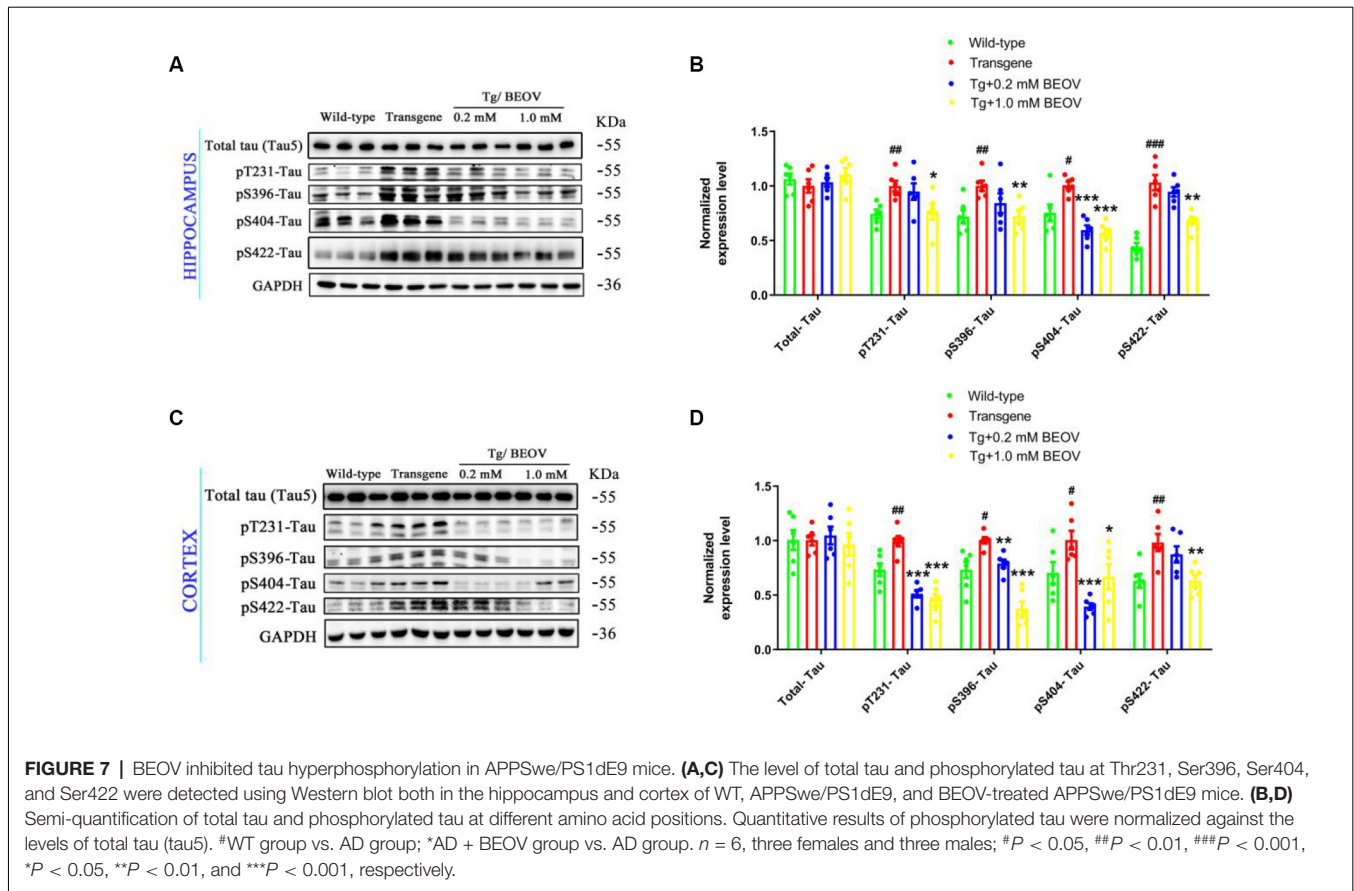 A
HIPPOCAMPUS
Tg/ BEOV
Wild-type Transgene 0.2 mM 1.0 mM KDa
Total tau (Tau5) -55
pT231-Tau -55
pS396-Tau -55
pS404-Tau -55
pS422-Tau -55
GAPDH -36
B
Wild-type
Transgene
Tg+0.2 mM BEOV
Tg+1.0 mM BEOV
Normalized
expression level
1.5
1.0
0.5
0.0
## ## # ###
* ** *** *** **
Total- Tau
pT231- Tau
pS396- Tau
pS404- Tau
pS422- Tau
C
CORTEX
Tg/ BEOV
Wild-type Transgene 0.2 mM 1.0 mM KDa
Total tau (Tau5) -55
pT231-Tau -55
pS396-Tau -55
pS404-Tau -55
pS422-Tau -55
GAPDH -36
D
Wild-type
Transgene
Tg+0.2 mM BEOV
Tg+1.0 mM BEOV
Normalized
expression level
1.5
1.0
0.5
0.0
## # # ##
*** *** ** *** *** * **
Total- Tau
pT231- Tau
pS396- Tau
pS404- Tau
pS422- Tau
FIGURE 7 | BEOV inhibited tau hyperphosphorylation in APPSwe/PS1dE9 mice. (A,C) The level of total tau and phosphorylated tau at Thr231, Ser396, Ser404,
and Ser422 were detected using Western blot both in the hippocampus and cortex of WT, APPSwe/PS1dE9, and BEOV-treated APPSwe/PS1dE9 mice. (B,D)
Semi-quantification of total tau and phosphorylated tau at different amino acid positions. Quantitative results of phosphorylated tau were normalized against the
levels of total tau (tau5). #WT group vs. AD group; *AD + BEOV group vs. AD group. n = 6, three females and three males; #P < 0.05, ##P < 0.01, ###P < 0.001,
*P < 0.05, **P < 0.01, and ***P < 0.001, respectively.